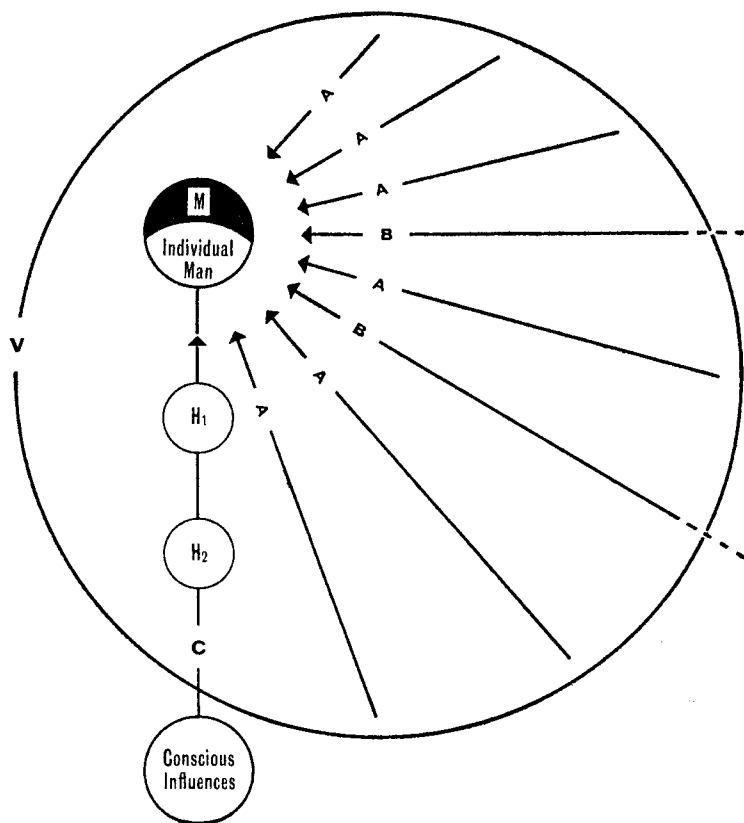 A
A
A
M
B
Individual
Man
A
B
V
A
A
H₁
H₂
C
Conscious
Influences